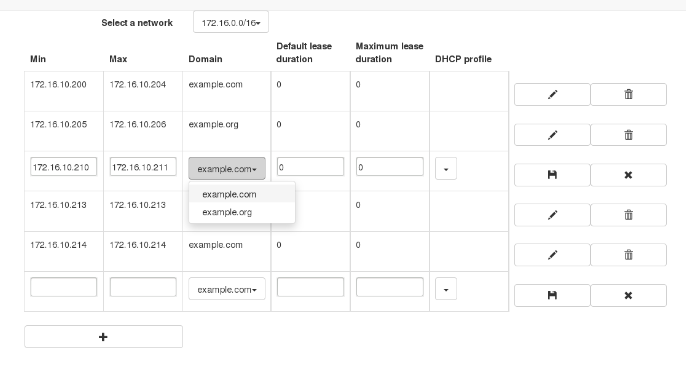 Select a network 172.16.0.0/16
Min Max Domain Default lease duration Maximum lease duration DHCP profile
172.16.10.200 172.16.10.204 example.com 0 0
172.16.10.205 172.16.10.206 example.org 0 0
172.16.10.210 172.16.10.211 example.com 0 0
example.com
example.org
172.16.10.213 172.16.10.213 0
172.16.10.214 172.16.10.214 example.com 0 0
example.com